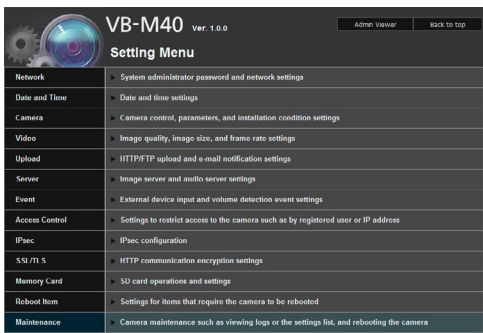 VB-M40 Ver. 1.0.0
Admin Viewer
Back to top
Setting Menu
Network
System administrator password and network settings
Date and Time
Date and time settings
Camera
Camera control, parameters, and installation condition settings
Video
Image quality, image size, and frame rate settings
Upload
HTTP/FTP upload and e-mail notification settings
Server
Image server and audio server settings
Event
External device input and volume detection event settings
Access Control
Settings to restrict access to the camera such as by registered user or IP address
IPsec
IPsec configuration
SSL/TLS
HTTP communication encryption settings
Memory Card
SD card operations and settings
Reboot Item
Settings for items that require the camera to be rebooted
Maintenance
Camera maintenance such as viewing logs or the settings list, and rebooting the camera